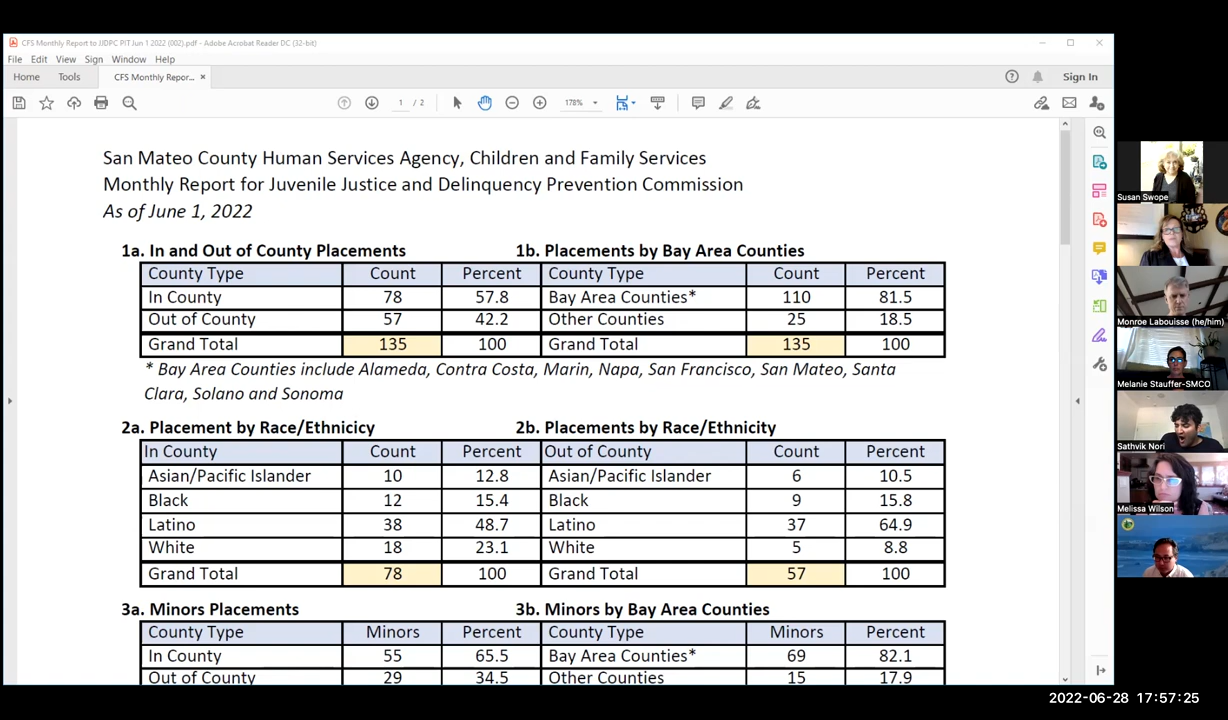 CFS Monthly Report to JJDPC PIT Jun 1 2022 (002).pdf - Adobe Acrobat Reader DC (32-bit)
File Edit View Sign Window Help
Home Tools CFS Monthly Repor... × Sign In
1 / 2 178%
San Mateo County Human Services Agency, Children and Family Services
Monthly Report for Juvenile Justice and Delinquency Prevention Commission
As of June 1, 2022
1a. In and Out of County Placements 1b. Placements by Bay Area Counties
County Type Count Percent County Type Count Percent
In County 78 57.8 Bay Area Counties* 110 81.5
Out of County 57 42.2 Other Counties 25 18.5
Grand Total 135 100 Grand Total 135 100
* Bay Area Counties include Alameda, Contra Costa, Marin, Napa, San Francisco, San Mateo, Santa
Clara, Solano and Sonoma
2a. Placement by Race/Ethnicicy 2b. Placements by Race/Ethnicity
In County Count Percent Out of County Count Percent
Asian/Pacific Islander 10 12.8 Asian/Pacific Islander 6 10.5
Black 12 15.4 Black 9 15.8
Latino 38 48.7 Latino 37 64.9
White 18 23.1 White 5 8.8
Grand Total 78 100 Grand Total 57 100
3a. Minors Placements 3b. Minors by Bay Area Counties
County Type Minors Percent County Type Minors Percent
In County 55 65.5 Bay Area Counties* 69 82.1
Out of County 29 34.5 Other Counties 15 17.9
Susan Swope
Monroe Labouisse (he/him)
Melanie Stauffer-SMCO
Sathvik Nori
Melissa Wilson
2022-06-28 17:57:25